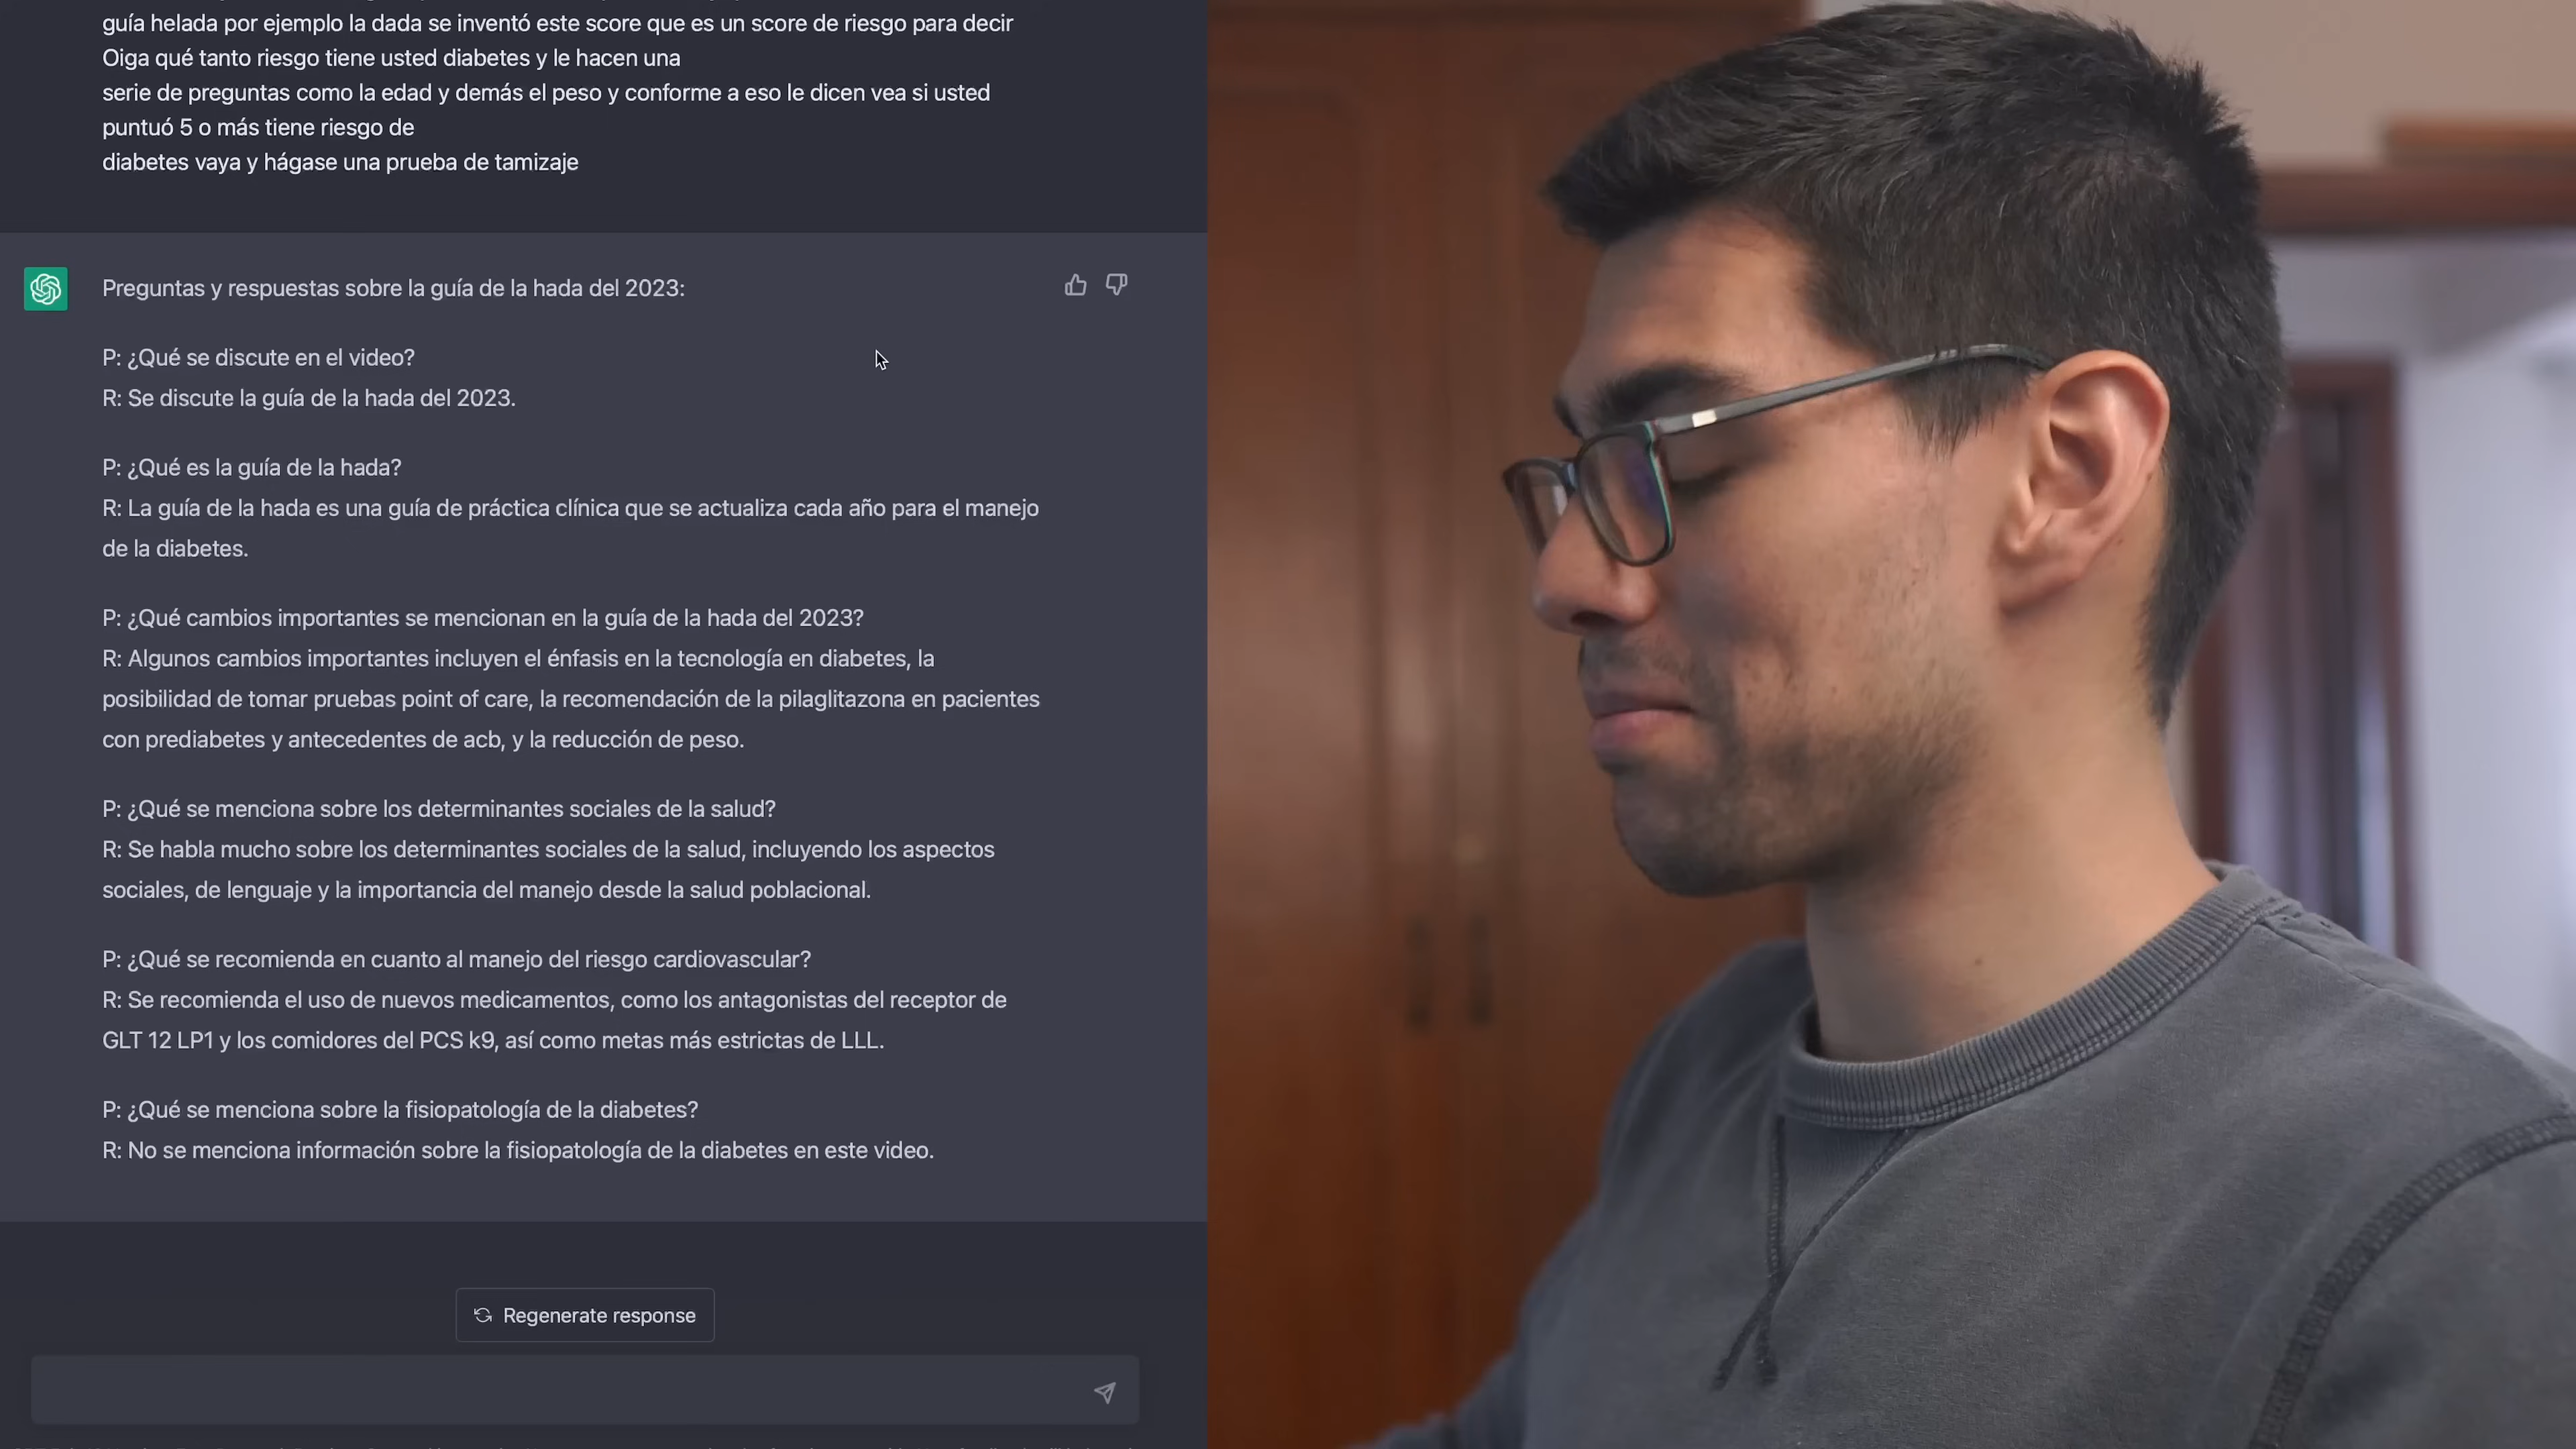 guía helada por ejemplo la dada se inventó este score que es un score de riesgo para decir
Oiga qué tanto riesgo tiene usted diabetes y le hacen una
serie de preguntas como la edad y demás el peso y conforme a eso le dicen vea si usted
puntuó 5 o más tiene riesgo de
diabetes vaya y hágase una prueba de tamizaje
Preguntas y respuestas sobre la guía de la hada del 2023:
P: ¿Qué se discute en el video?
R: Se discute la guía de la hada del 2023.
P: ¿Qué es la guía de la hada?
R: La guía de la hada es una guía de práctica clínica que se actualiza cada año para el manejo
de la diabetes.
P: ¿Qué cambios importantes se mencionan en la guía de la hada del 2023?
R: Algunos cambios importantes incluyen el énfasis en la tecnología en diabetes, la
posibilidad de tomar pruebas point of care, la recomendación de la pilaglitazona en pacientes
con prediabetes y antecedentes de acb, y la reducción de peso.
P: ¿Qué se menciona sobre los determinantes sociales de la salud?
R: Se habla mucho sobre los determinantes sociales de la salud, incluyendo los aspectos
sociales, de lenguaje y la importancia del manejo desde la salud poblacional.
P: ¿Qué se recomienda en cuanto al manejo del riesgo cardiovascular?
R: Se recomienda el uso de nuevos medicamentos, como los antagonistas del receptor de
GLT 12 LP1 y los comidores del PCS k9, así como metas más estrictas de LLL.
P: ¿Qué se menciona sobre la fisiopatología de la diabetes?
R: No se menciona información sobre la fisiopatología de la diabetes en este video.
Regenerate response